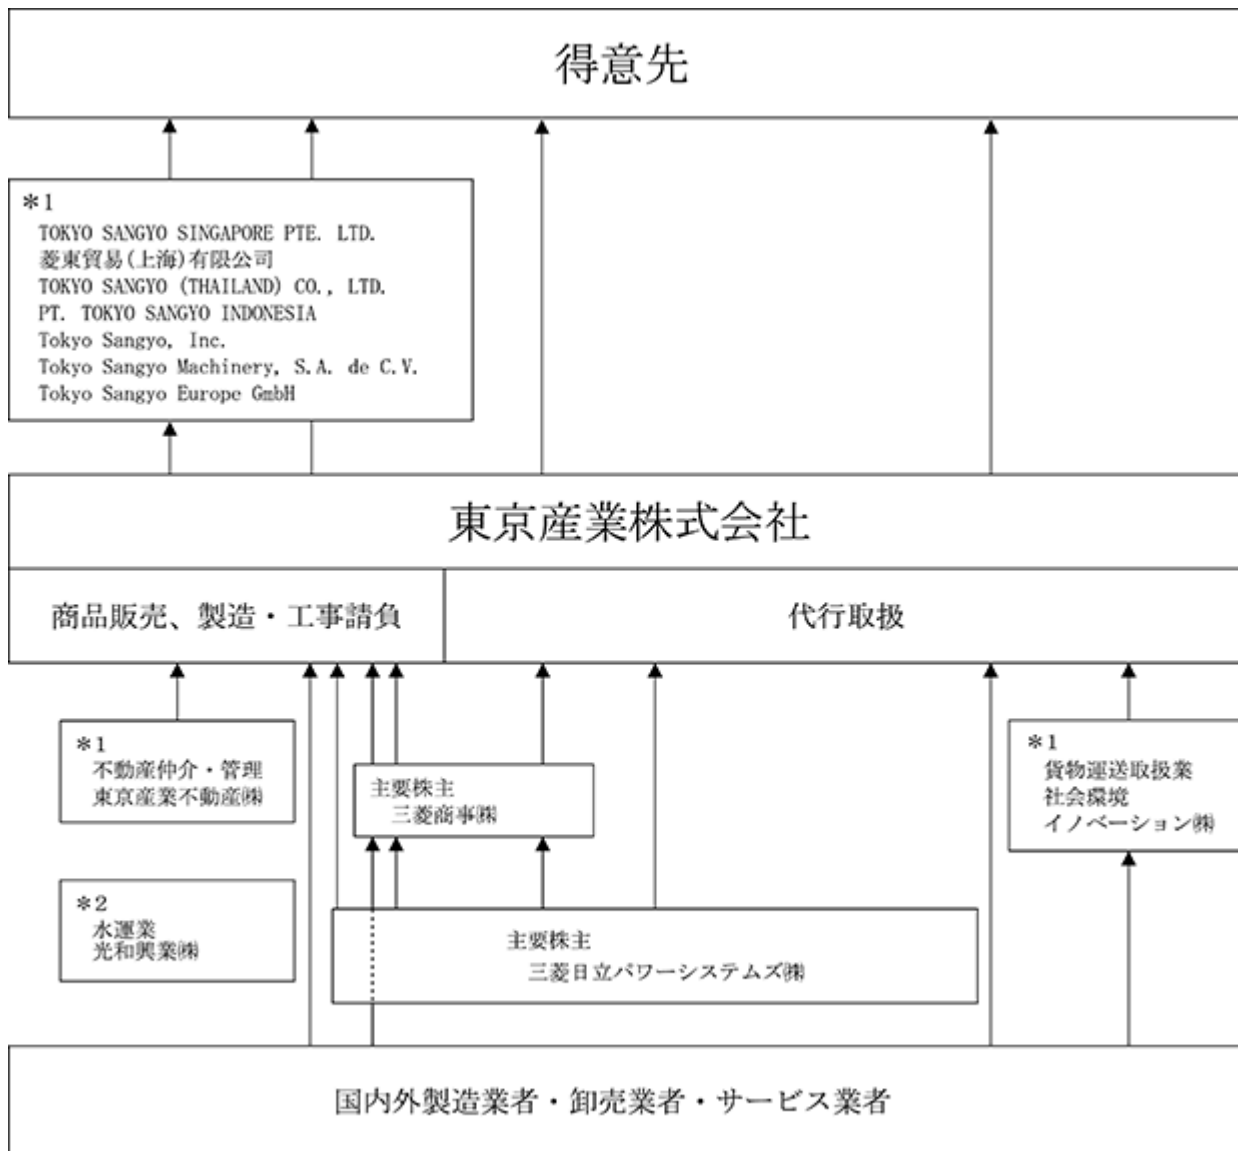 得意先
＊1
TOKYO SANGYO SINGAPORE PTE. LTD.
菱東貿易(上海)有限公司
TOKYO SANGYO (THAILAND) CO., LTD.
PT. TOKYO SANGYO INDONESIA
Tokyo Sangyo, Inc.
Tokyo Sangyo Machinery, S.A. de C.V.
Tokyo Sangyo Europe GmbH
東京産業株式会社
商品販売、製造・工事請負
代行取扱
＊1
不動産仲介・管理
東京産業不動産㈱
＊2
水運業
光和興業㈱
主要株主
三菱商事㈱
主要株主
三菱日立パワーシステムズ㈱
＊1
貨物運送取扱業
社会環境
イノベーション㈱
国内外製造業者・卸売業者・サービス業者